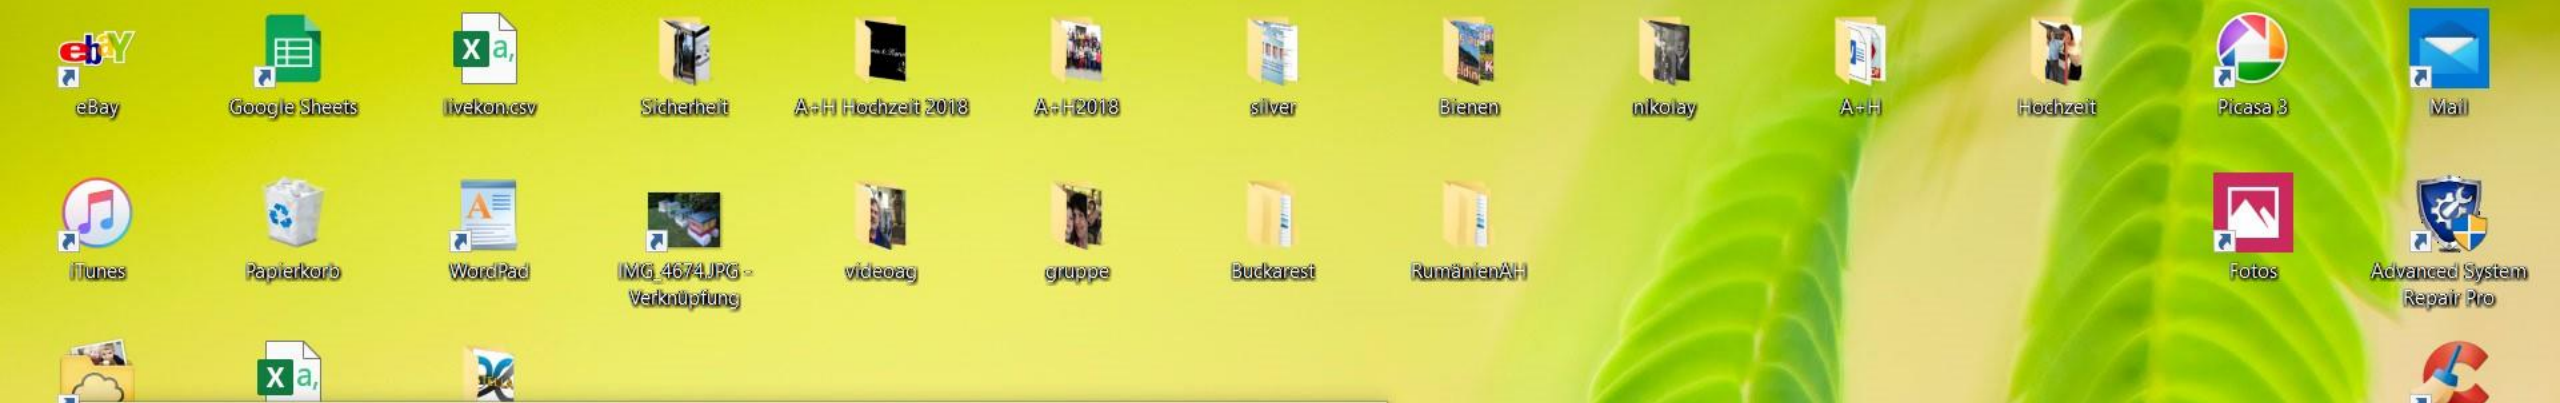 eBay
Google Sheets
livekon.csv
Sicherheit
A+H Hochzeit 2018
A+H2018
silver
Bienen
nikolay
A+H
Hochzeit
Picasa 3
Mail
iTunes
Papierkorb
WordPad
IMG_4674.JPG -
Verknüpfung
videoag
gruppe
Buckarest
RumänienAH
Fotos
Advanced System
Repair Pro